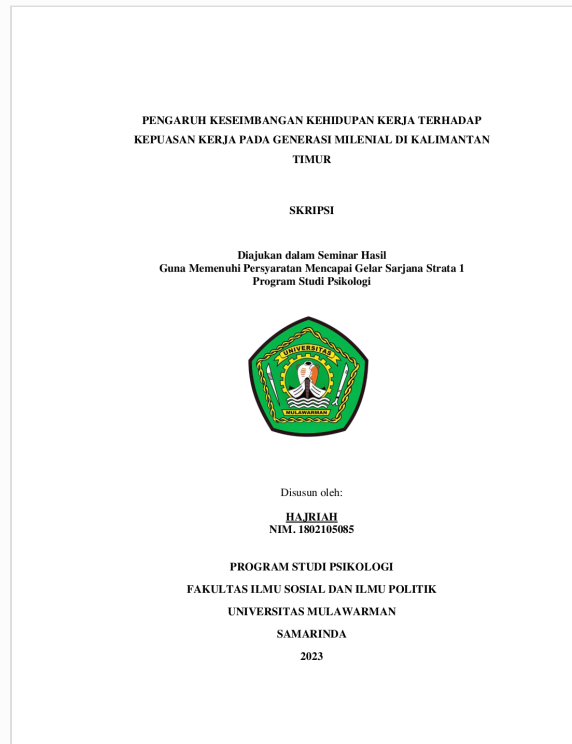 PENGARUH KESEIMBANGAN KEHIDUPAN KERJA TERHADAP
KEPUASAN KERJA PADA GENERASI MILENIAL DI KALIMANTAN
TIMUR
SKRIPSI
Diajukan dalam Seminar Hasil
Guna Memenuhi Persyaratan Mencapai Gelar Sarjana Strata 1
Program Studi Psikologi
UNIVERSITAS
MULAWARMAN
Disusun oleh:
HAJRIAH
NIM. 1802105085
PROGRAM STUDI PSIKOLOGI
FAKULTAS ILMU SOSIAL DAN ILMU POLITIK
UNIVERSITAS MULAWARMAN
SAMARINDA
2023